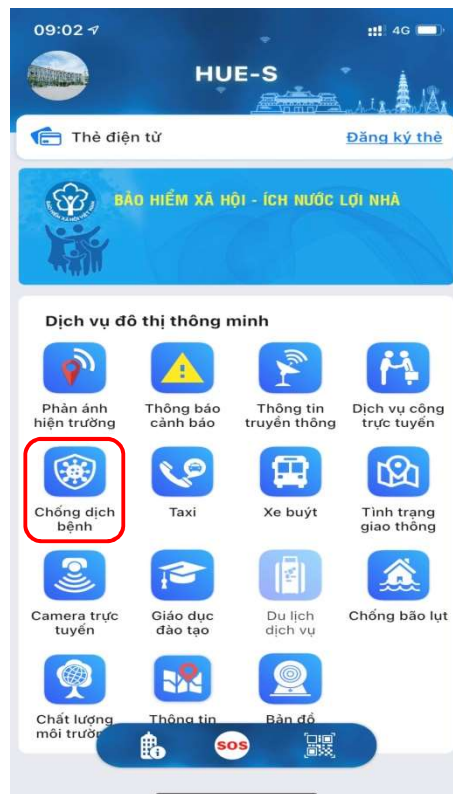 09:02
4G
HUE-S
Thẻ điện tử
Đăng ký thẻ
BẢO HIỂM XÃ HỘI - ÍCH NƯỚC LỢI NHÀ
Dịch vụ đô thị thông minh
Phản ánh
hiện trường
Thông báo
cảnh báo
Thông tin
truyền thông
Dịch vụ công
trực tuyến
Chống dịch
bệnh
Taxi
Xe buýt
Tình trạng
giao thông
Camera trực
tuyến
Giáo dục
đào tạo
Du lịch
dịch vụ
Chống bão lụt
Chất lượng
môi trườn
Thông tin
Bản đồ
SOS